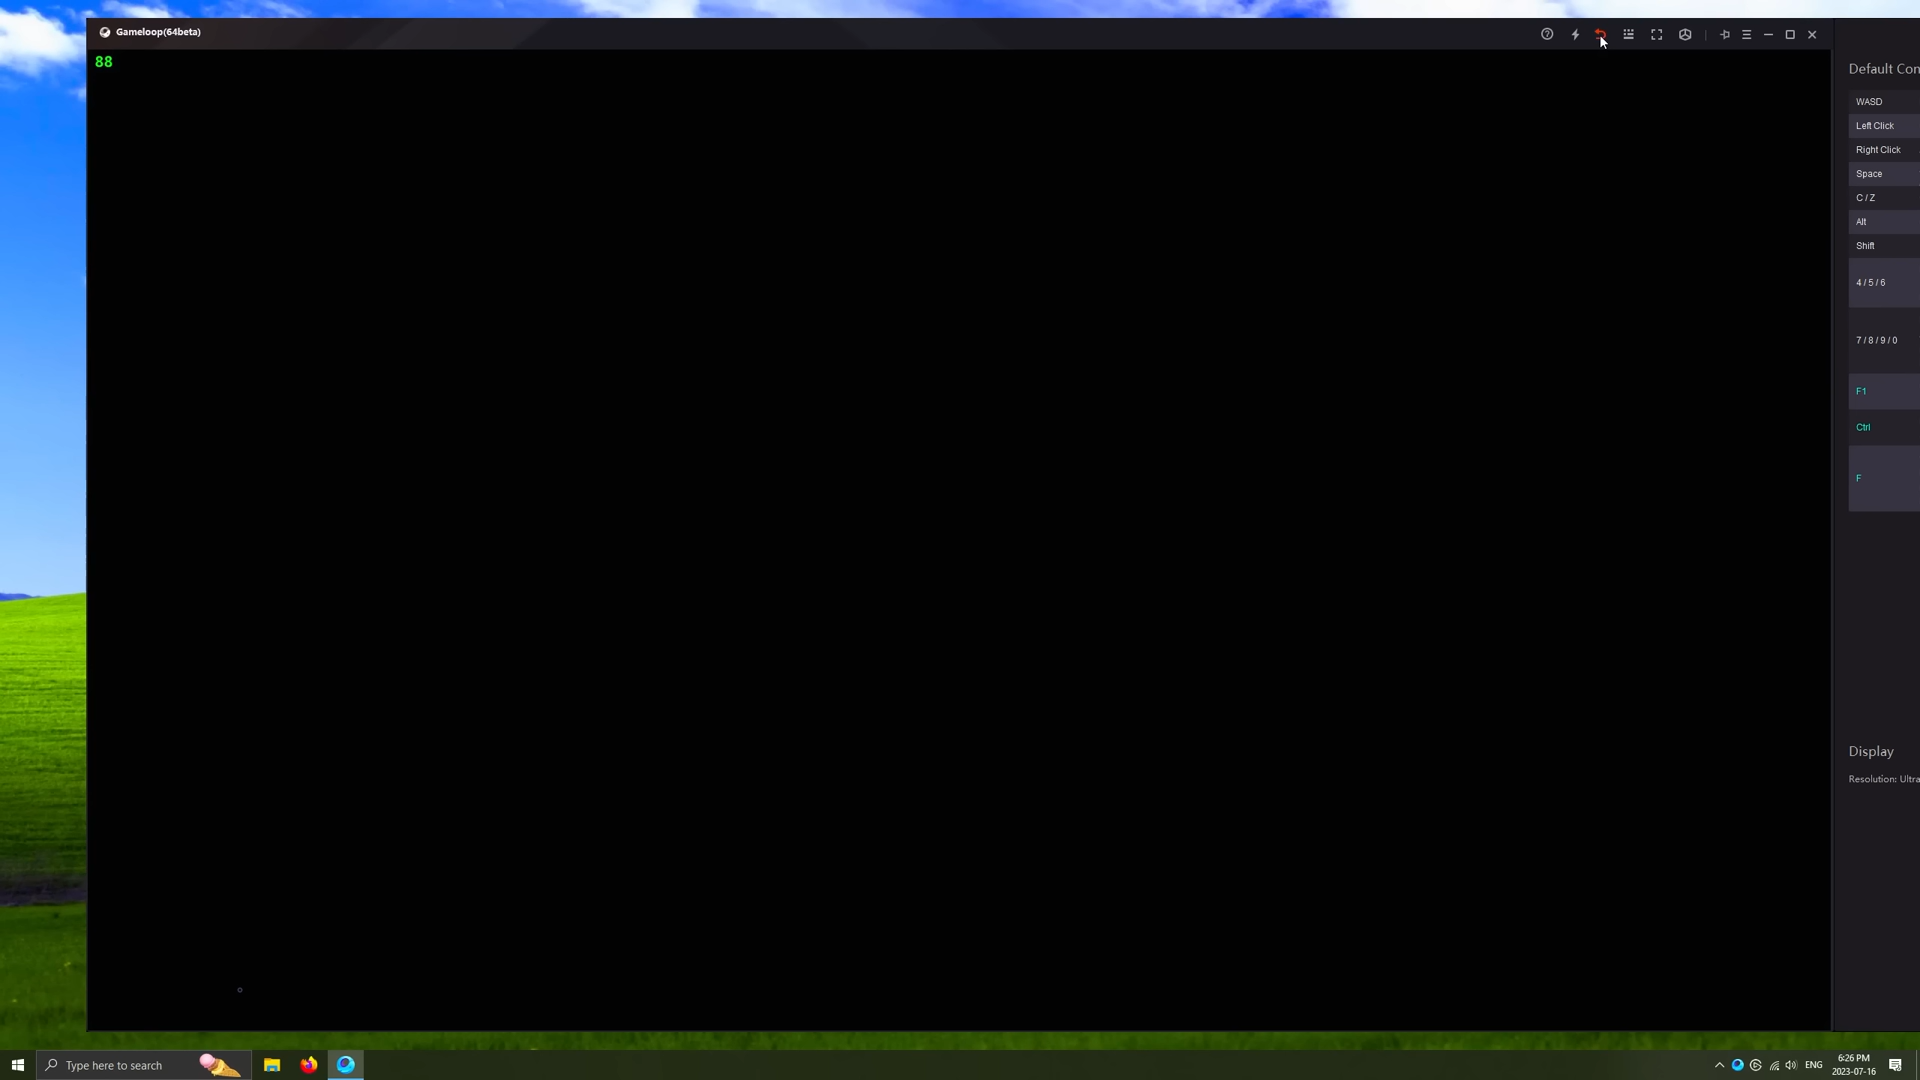 Gameloop(64beta)
88
Default Con
WASD
Left Click
Right Click
Space
C / Z
Alt
Shift
4 / 5 / 6
7 / 8 / 9 / 0
F1
Ctrl
F
Display
Resolution: Ultra
Type here to search
ENG
6:26 PM
2023-07-16